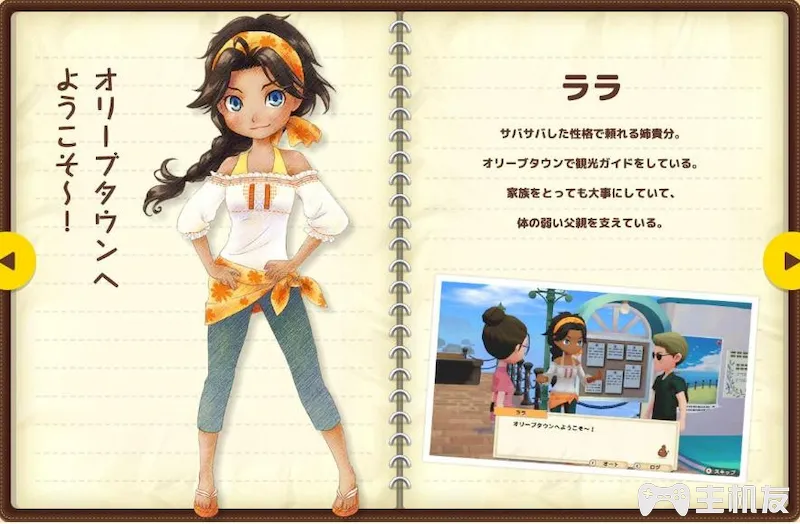 オリーブタウンへ
ようこそ〜！
ララ
サバサバした性格で頼れる姉貴分。
オリーブタウンで観光ガイドをしている。
家族をとっても大事にしていて、
体の弱い父親を支えている。
ララ
オリーブタウンへようこそ〜！
オート
ログ
スキップ
主机友